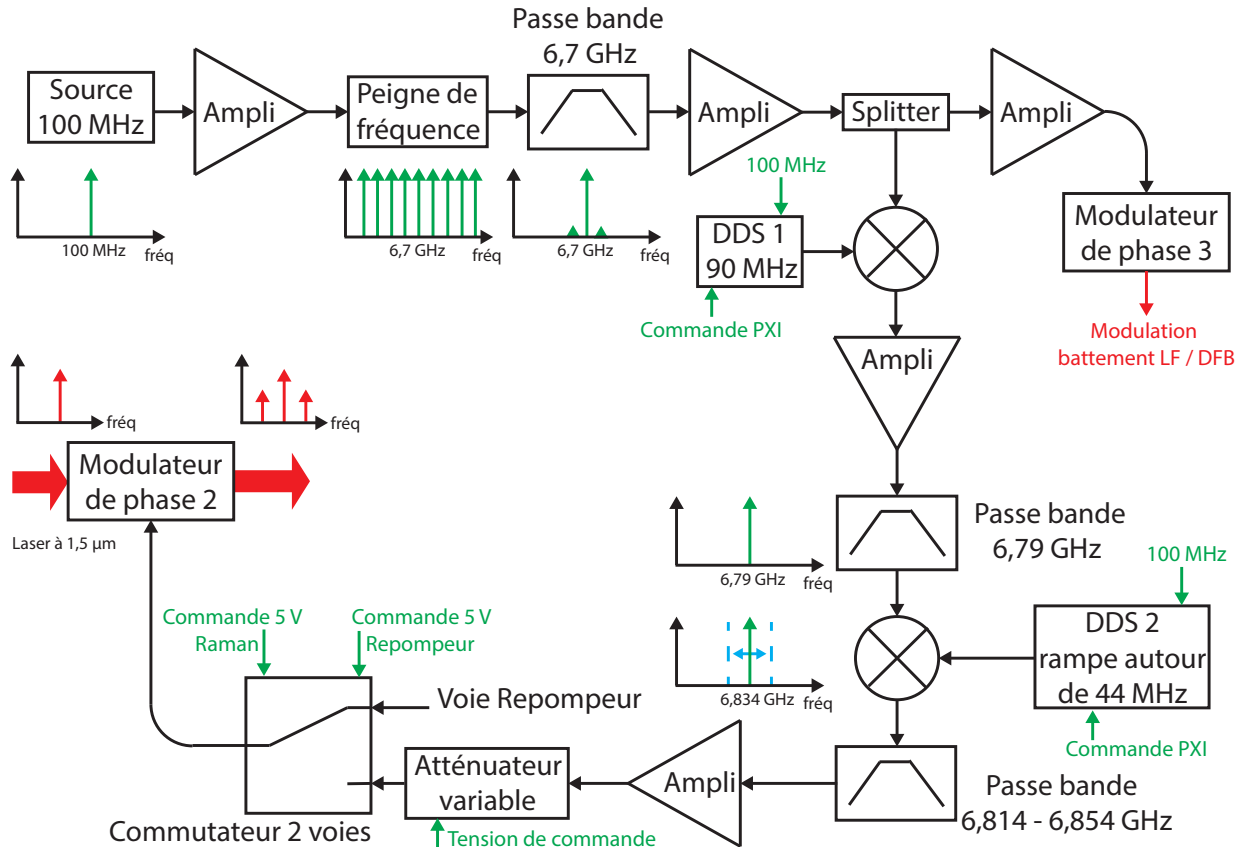 Passe bande
6,7 GHz
Source
100 MHz
Ampli
Peigne de
fréquence
Ampli
Splitter
Ampli
100 MHz
fréq
6,7 GHz
fréq
6,7 GHz
fréq
100 MHz
DDS 1
90 MHz
Commande PXI
Modulateur
de phase 3
Modulation
battement LF / DFB
Ampli
fréq
fréq
Modulateur
de phase 2
Laser à 1,5 µm
Passe bande
6,79 GHz
6,79 GHz
fréq
100 MHz
DDS 2
rampe autour
de 44 MHz
Commande PXI
6,834 GHz
fréq
Commande 5 V
Raman
Commande 5 V
Repompeur
Voie Repompeur
Atténuateur
variable
Ampli
Passe bande
6,814 - 6,854 GHz
Commutateur 2 voies
Tension de commande